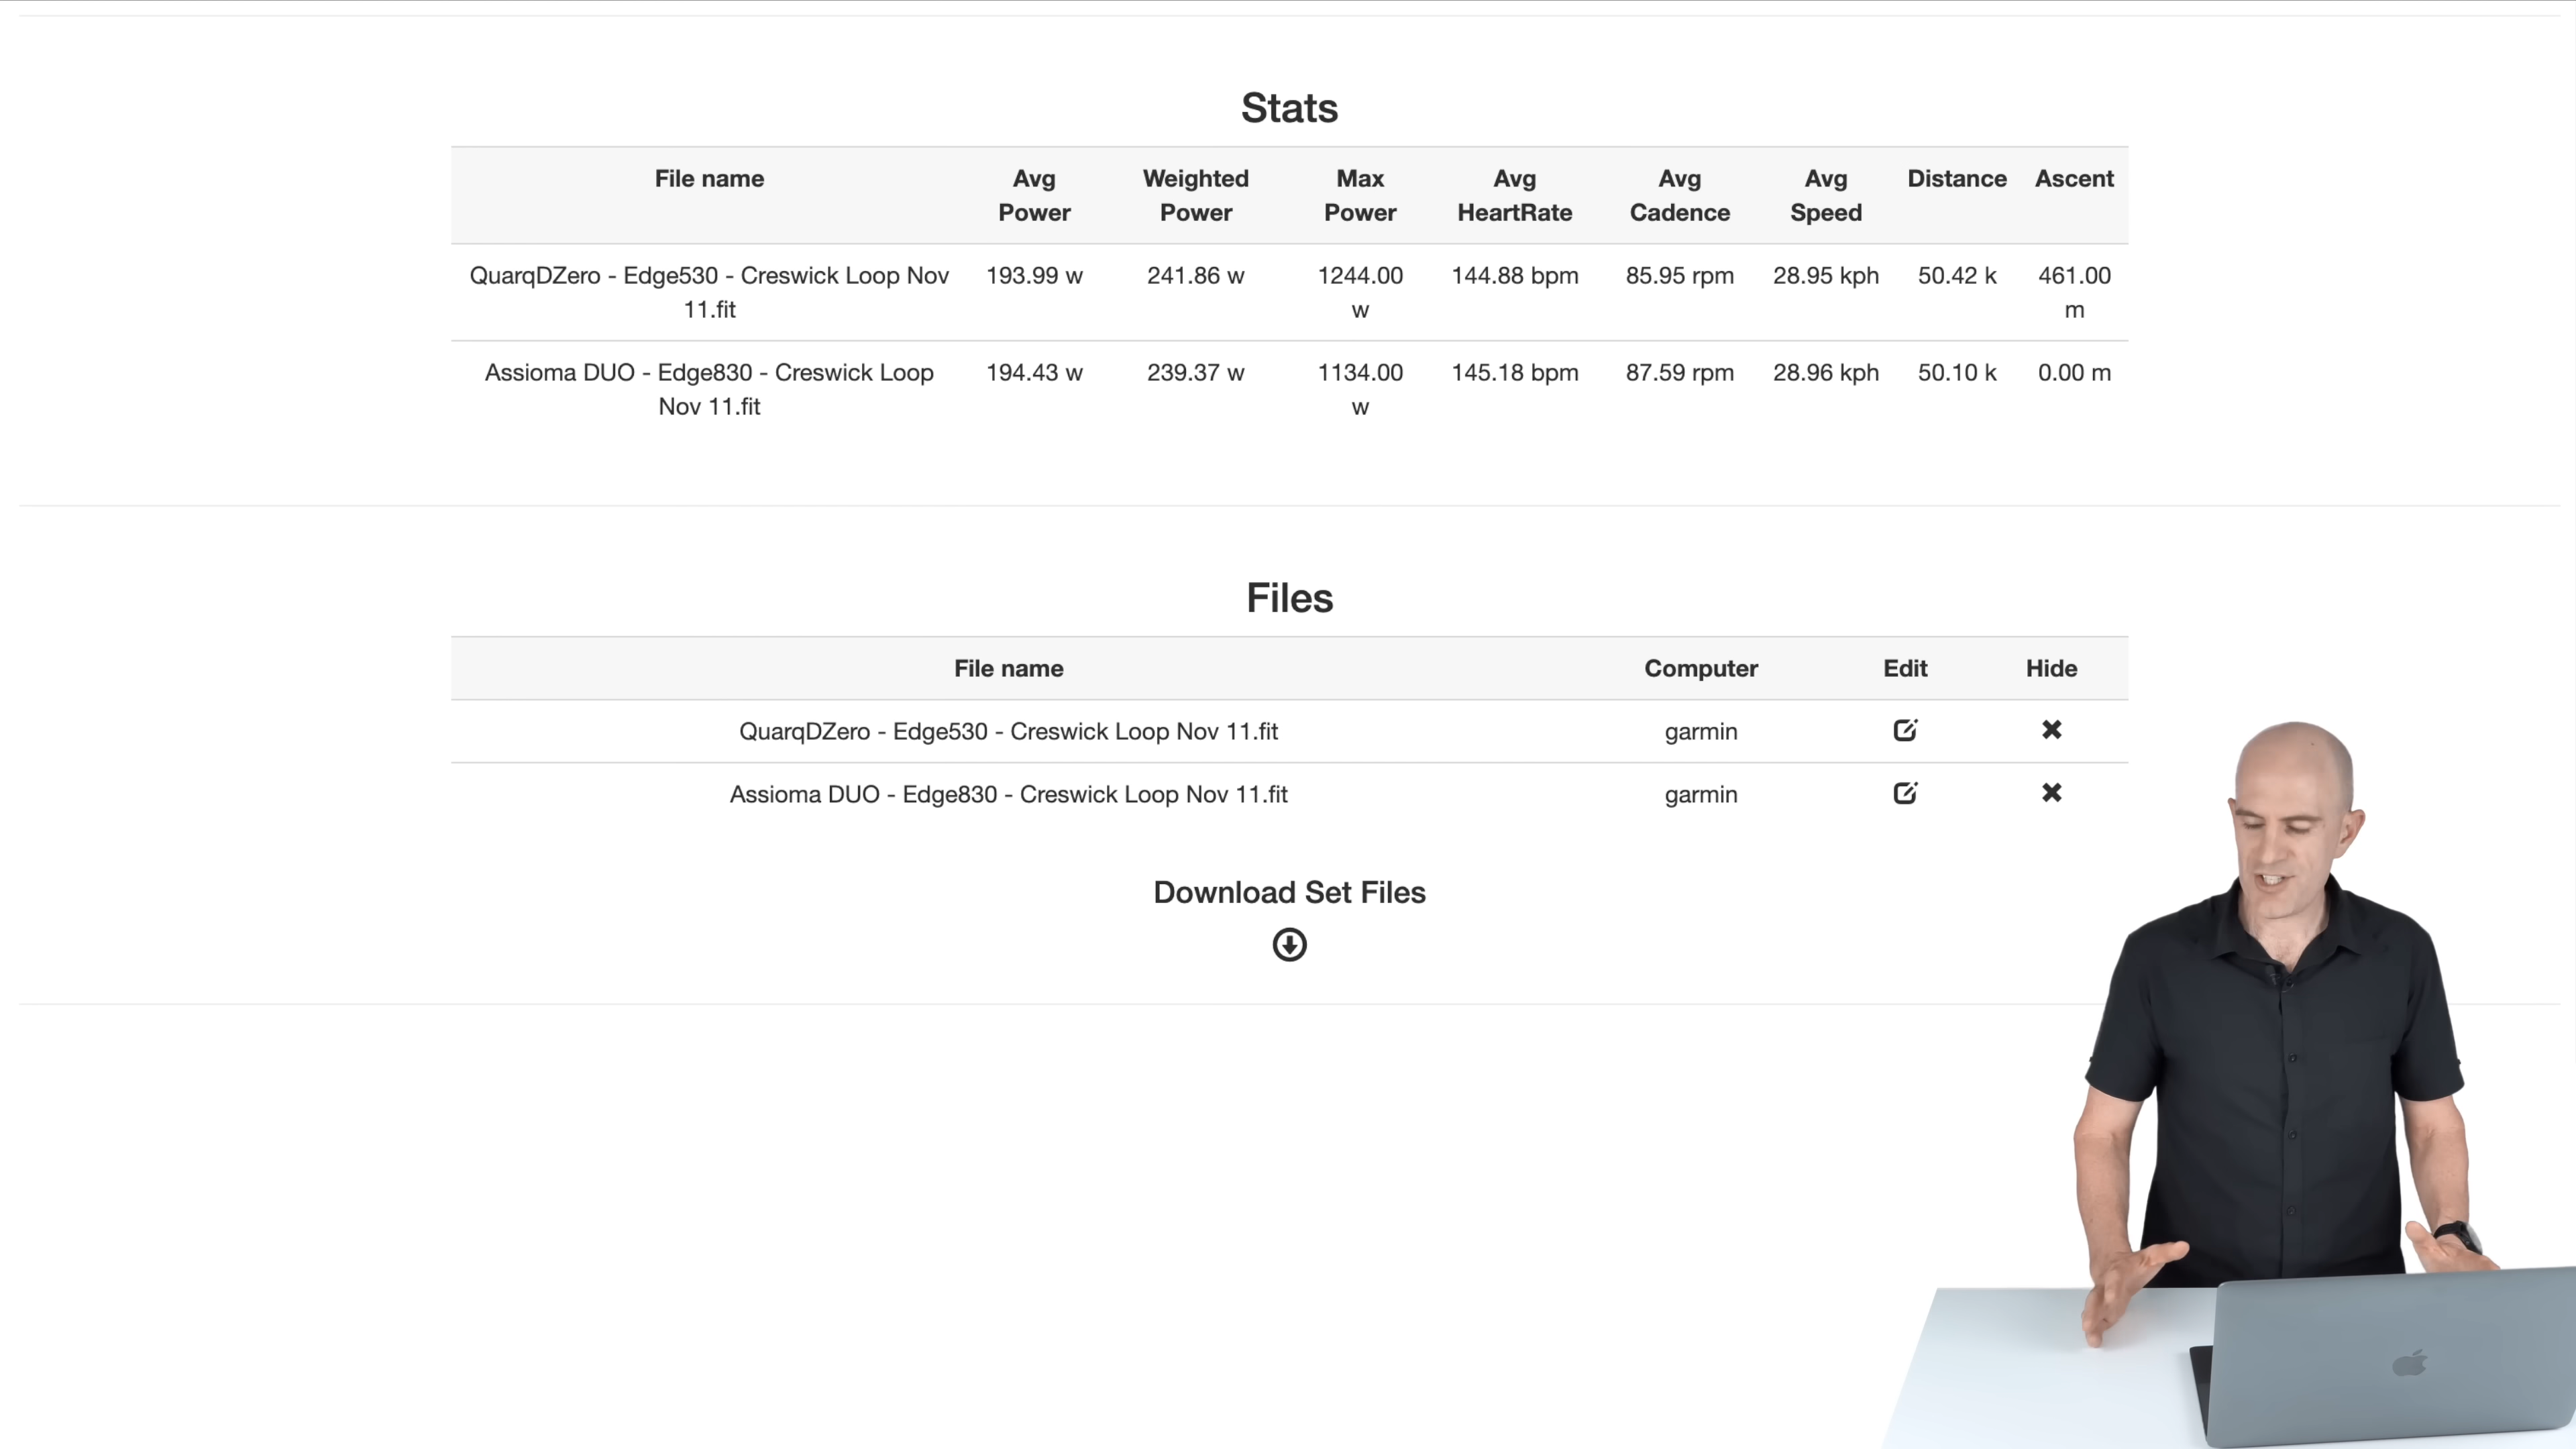 Stats
File name Avg Power Weighted Power Max Power Avg HeartRate Avg Cadence Avg Speed Distance Ascent
QuarqDZero - Edge530 - Creswick Loop Nov 11.fit 193.99 w 241.86 w 1244.00 w 144.88 bpm 85.95 rpm 28.95 kph 50.42 k 461.00 m
Assioma DUO - Edge830 - Creswick Loop Nov 11.fit 194.43 w 239.37 w 1134.00 w 145.18 bpm 87.59 rpm 28.96 kph 50.10 k 0.00 m
Files
File name Computer Edit Hide
QuarqDZero - Edge530 - Creswick Loop Nov 11.fit garmin
Assioma DUO - Edge830 - Creswick Loop Nov 11.fit garmin
Download Set Files